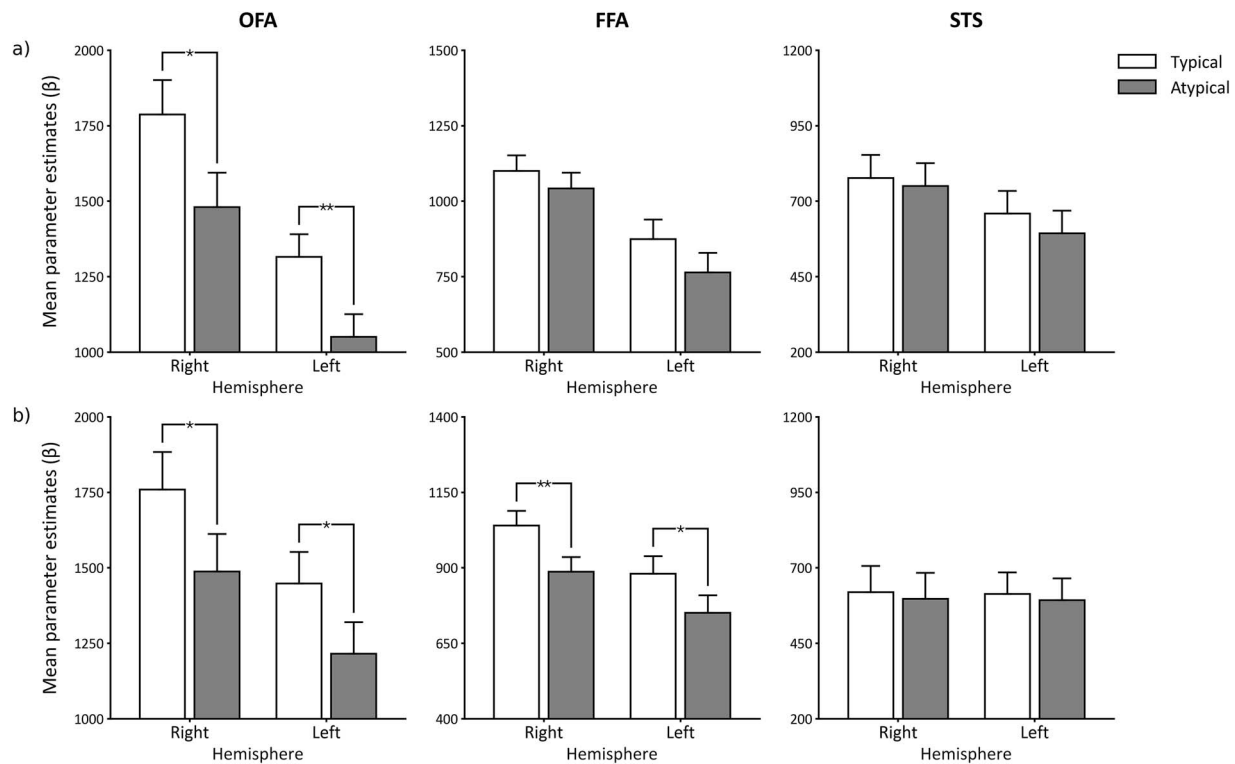 OFA FFA STS
a)
Typical
Atypical
Mean parameter estimates (β)
2000
1750
1500
1250
1000
*
**
Right Left
Hemisphere
1500
1250
1000
750
500
Right Left
Hemisphere
1200
950
700
450
200
Right Left
Hemisphere
b)
Mean parameter estimates (β)
2000
1750
1500
1250
1000
*
*
Right Left
Hemisphere
1400
1150
900
650
400
**
*
Right Left
Hemisphere
1200
950
700
450
200
Right Left
Hemisphere